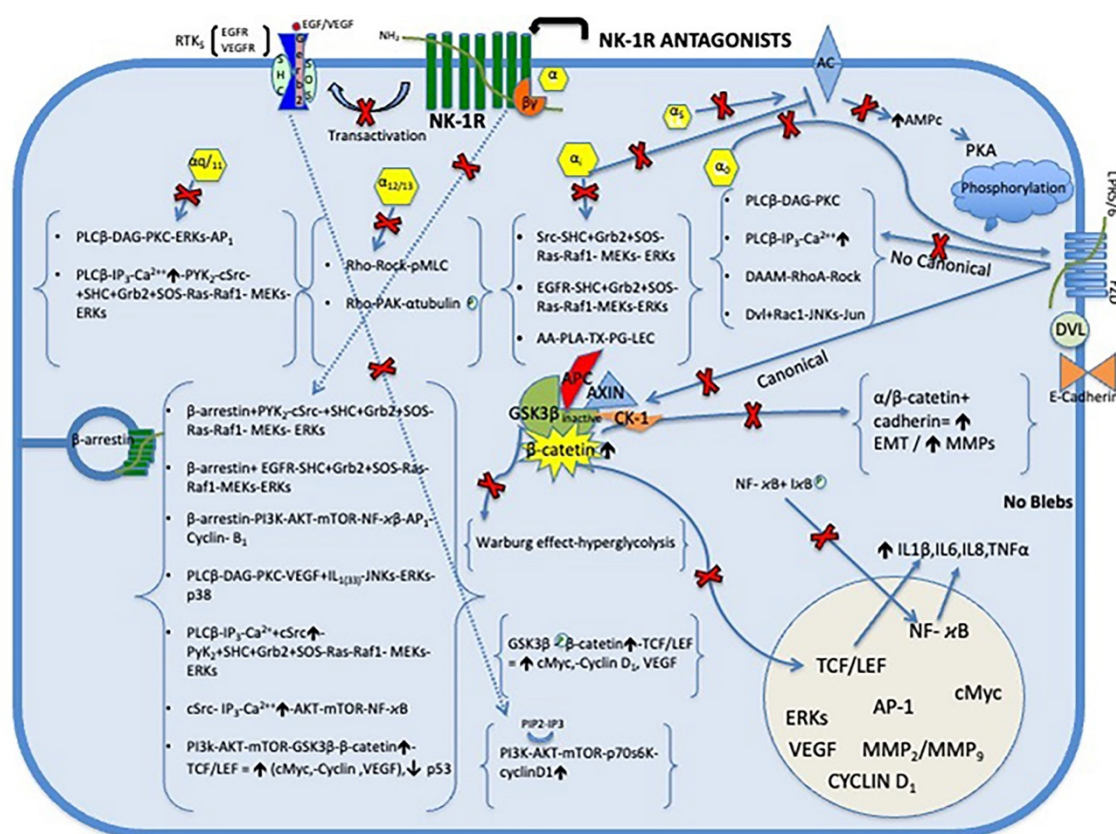 EGF/VEGF
RTKS { EGFR
VEGFR
SHC
Gerb2
SOS
NH2
NK-1R ANTAGONISTS
α
βγ
NK-1R
Transactivation
AC
αs
↑AMPc
PKA
Phosphorylation
αq/11
α12/13
αi
αo
• PLCβ-DAG-PKC-ERKs-AP1
• PLCβ-IP3-Ca2++↑-PYK2-cSrc-
+SHC+Grb2+SOS-Ras-Raf1- MEKs-
ERKs
• Rho-Rock-pMLC
• Rho-PAK-αtubulin
• Src-SHC+Grb2+SOS-
Ras-Raf1- MEKs- ERKs
• EGFR-SHC+Grb2+SOS-
Ras-Raf1-MEKs-ERKs
• AA-PLA-TX-PG-LEC
• PLCβ-DAG-PKC
• PLCβ-IP3-Ca2++↑
• DAAM-RhoA-Rock
• Dvl+Rac1-JNKs-Jun
No Canonical
Canonical
LPR5/6
FZD
DVL
E-Cadherin
APC
AXIN
GSK3β
inactive
CK-1
β-catetin ↑
α/β-catetin+
cadherin= ↑
EMT / ↑ MMPs
β-arrestin
• β-arrestin+PYK2-cSrc+SHC+Grb2+SOS-
Ras-Raf1- MEKs- ERKs
• β-arrestin+ EGFR-SHC+Grb2+SOS-Ras-
Raf1-MEKs-ERKs
• β-arrestin-PI3K-AKT-mTOR-NF-ϰβ-AP1-
Cyclin- B1
• PLCβ-DAG-PKC-VEGF+IL1(33)-JNKs-ERKs-
p38
• PLCβ-IP3-Ca2++cSrc↑-
PyK2+SHC+Grb2+SOS-Ras-Raf1- MEKs-
ERKs
• cSrc- IP3-Ca2++↑-AKT-mTOR-NF-ϰB
• PI3k-AKT-mTOR-GSK3β-β-catetin↑-
TCF/LEF = ↑ (cMyc,-Cyclin ,VEGF),↓ p53
Warburg effect-hyperglycolysis
GSK3β - β-catetin↑-TCF/LEF
= ↑ cMyc,-Cyclin D1, VEGF
PIP2-IP3
PI3K-AKT-mTOR-p70s6K-
cyclinD1↑
NF-ϰB+ IϰB
No Blebs
↑ IL1β,IL6,IL8,TNFα
NF- ϰB
TCF/LEF
cMyc
AP-1
ERKs
VEGF
MMP2/MMP9
CYCLIN D1